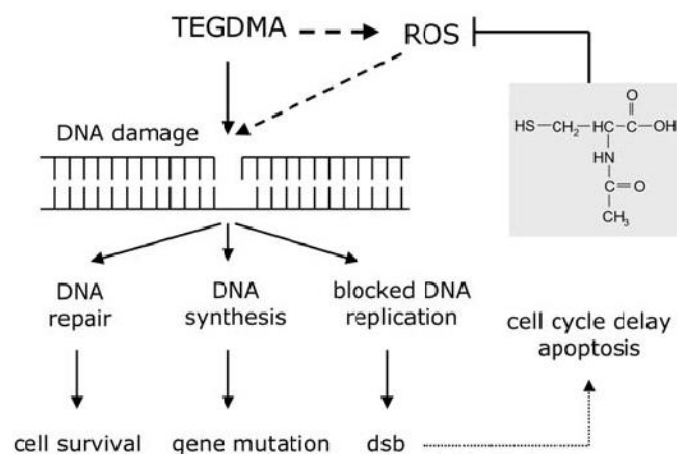 TEGDMA
ROS
DNA damage
O
HS—CH₂—HC—C—OH
HN
C=O
CH₃
DNA
repair
DNA
synthesis
blocked DNA
replication
cell cycle delay
apoptosis
cell survival
gene mutation
dsb